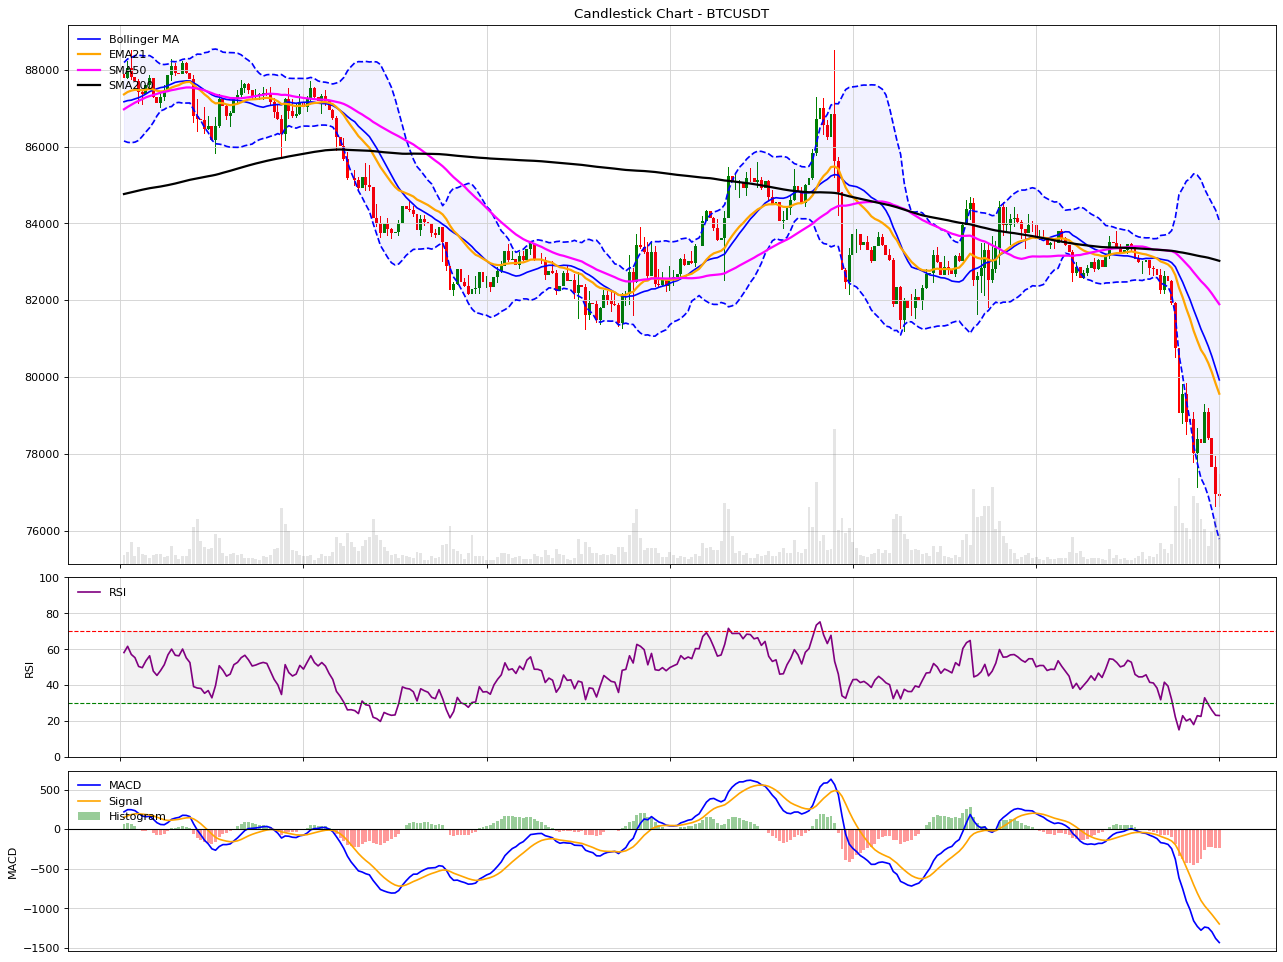 Candlestick Chart - BTCUSDT
Bollinger MA
EMA21
SMA50
SMA200
88000
86000
84000
82000
80000
78000
76000
RSI
100
80
60
40
20
0
RSI
MACD
Signal
Histogram
500
0
−500
−1000
−1500
MACD